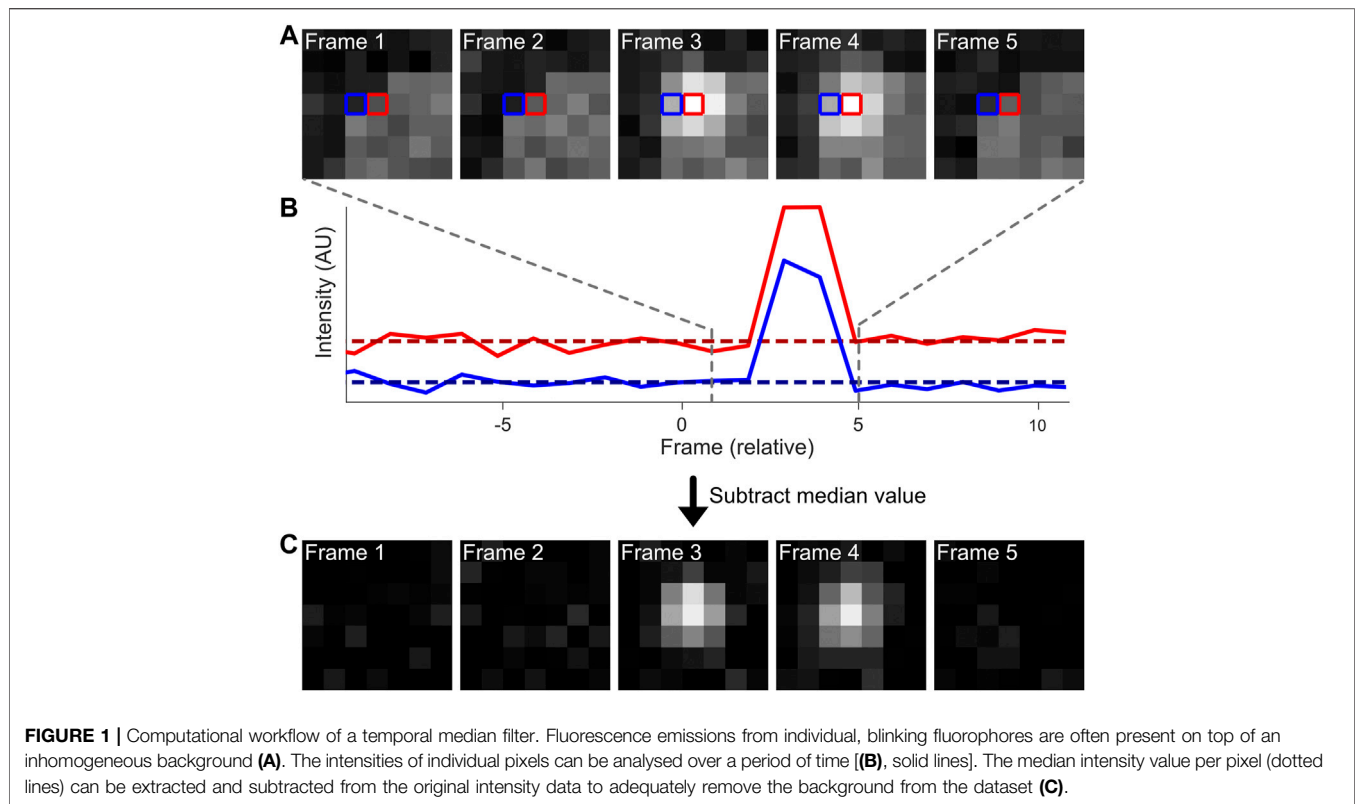 A
Frame 1
Frame 2
Frame 3
Frame 4
Frame 5
B
Intensity (AU)
-5
0
5
10
Frame (relative)
Subtract median value
C
Frame 1
Frame 2
Frame 3
Frame 4
Frame 5
FIGURE 1 | Computational workflow of a temporal median filter. Fluorescence emissions from individual, blinking fluorophores are often present on top of an
inhomogeneous background (A). The intensities of individual pixels can be analysed over a period of time [(B), solid lines]. The median intensity value per pixel (dotted
lines) can be extracted and subtracted from the original intensity data to adequately remove the background from the dataset (C).